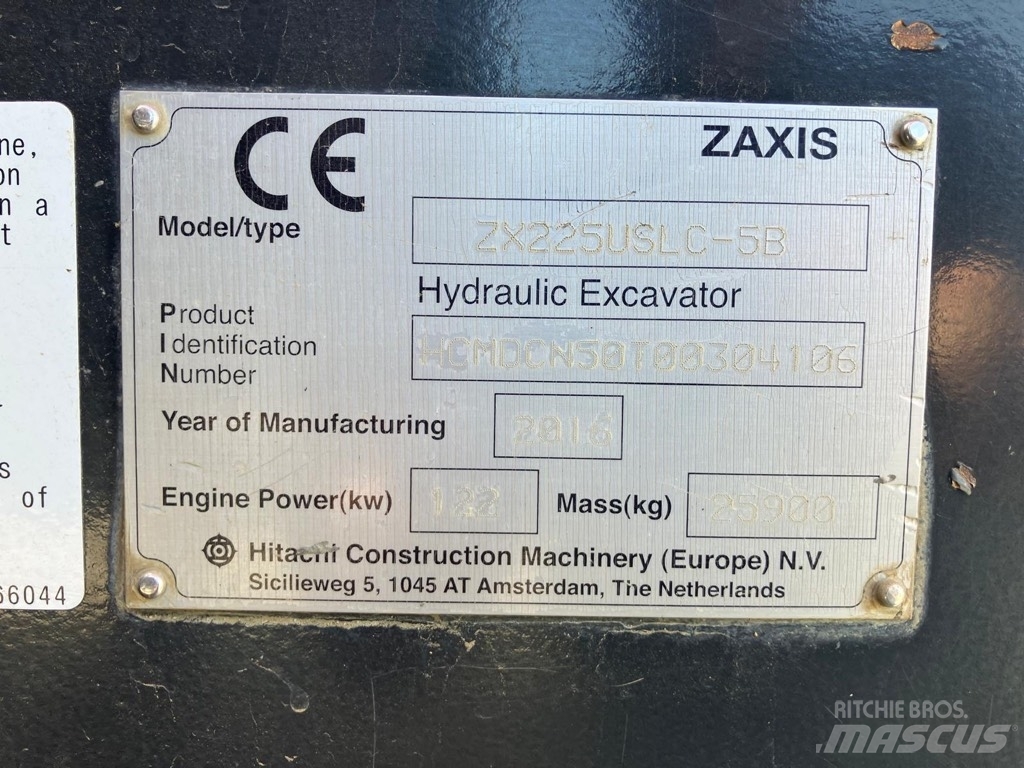 ne,
on
n a
t
s
of
66044
CE ZAXIS
Model/type ZX225USLC-5B
Hydraulic Excavator
Product
Identification HCMDCN50T00304106
Number
Year of Manufacturing 2016
Engine Power(kw) 122 Mass(kg) 25900
Hitachi Construction Machinery (Europe) N.V.
Sicilieweg 5, 1045 AT Amsterdam, The Netherlands
RITCHIE BROS.
MASCUS